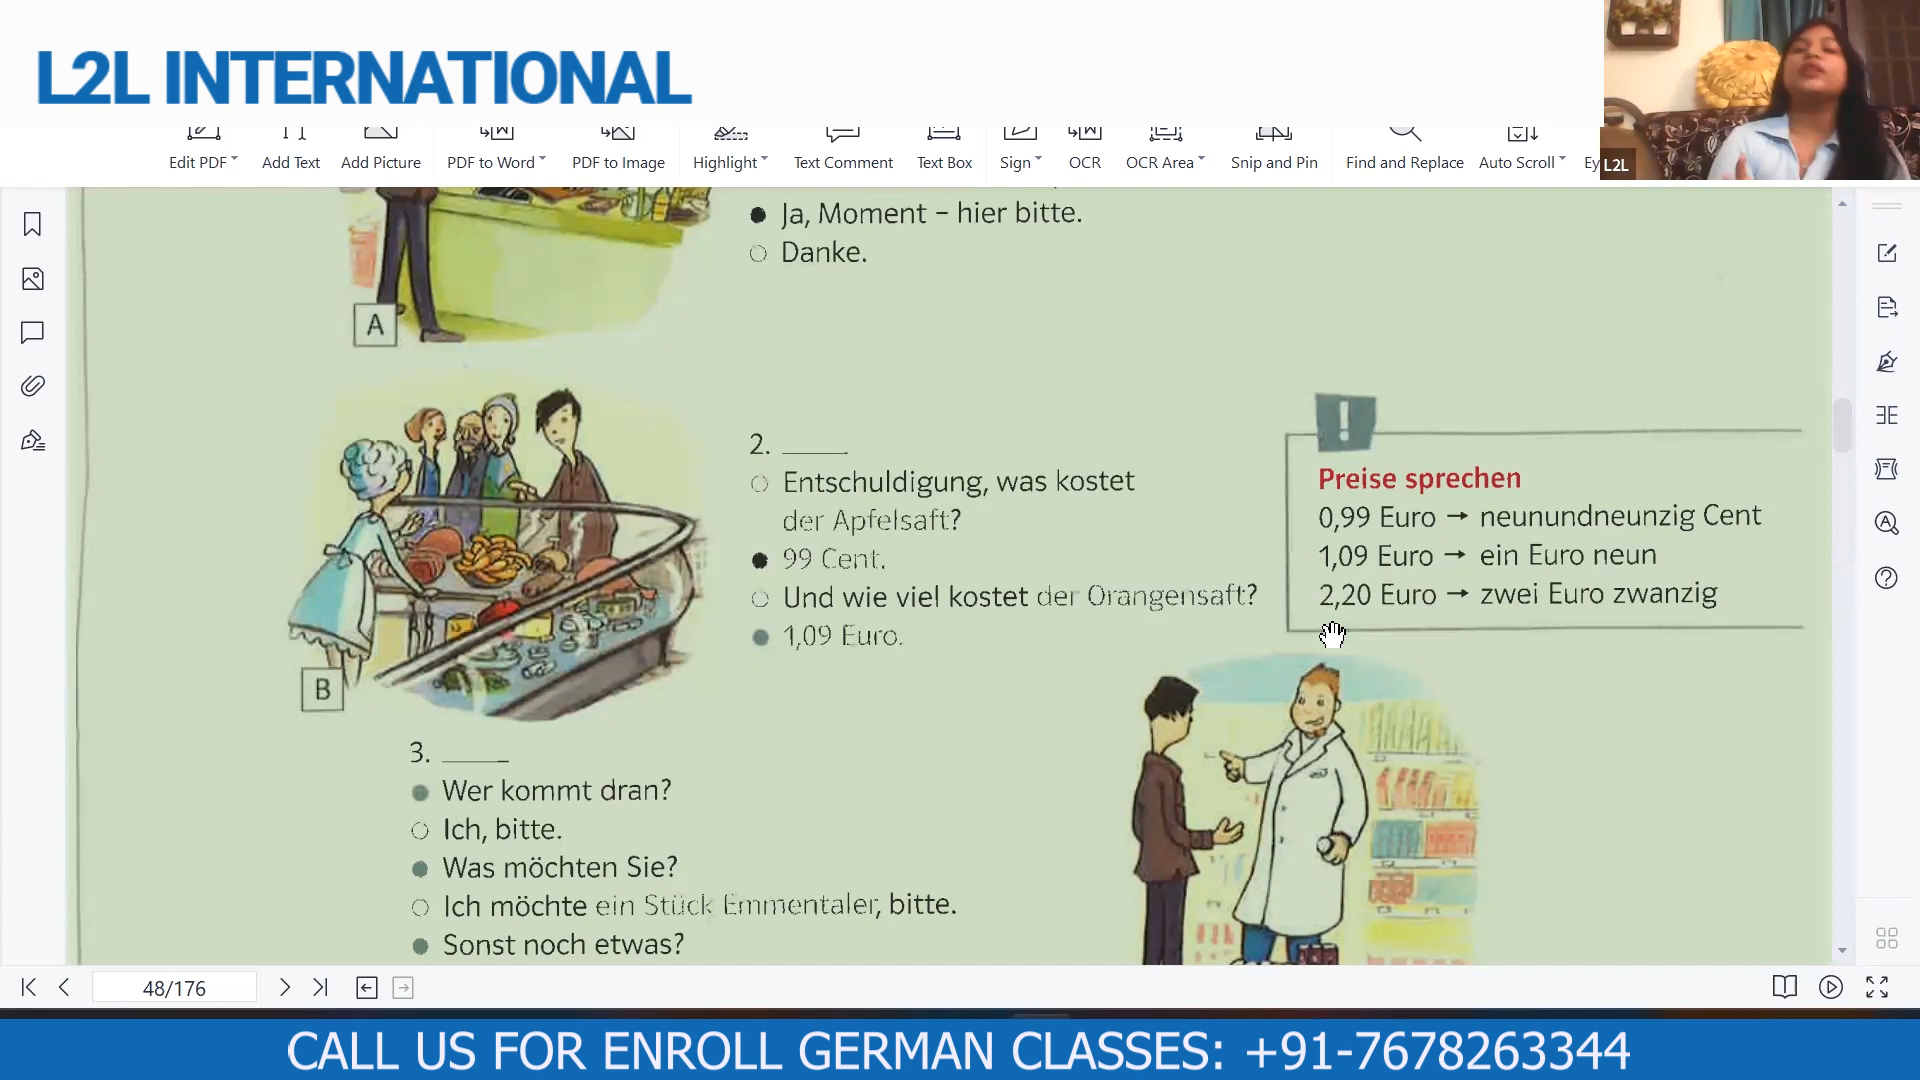 L2L INTERNATIONAL
L2L
Edit PDF Add Text Add Picture PDF to Word PDF to Image Highlight Text Comment Text Box Sign OCR OCR Area Snip and Pin Find and Replace Auto Scroll Ey
Ja, Moment – hier bitte.
Danke.
A
2. _____
Entschuldigung, was kostet
der Apfelsaft?
99 Cent.
Und wie viel kostet der Orangensaft?
1,09 Euro.
!
Preise sprechen
0,99 Euro → neunundneunzig Cent
1,09 Euro → ein Euro neun
2,20 Euro → zwei Euro zwanzig
B
3. _____
Wer kommt dran?
Ich, bitte.
Was möchten Sie?
Ich möchte ein Stück Emmentaler, bitte.
Sonst noch etwas?
48/176
CALL US FOR ENROLL GERMAN CLASSES: +91-7678263344